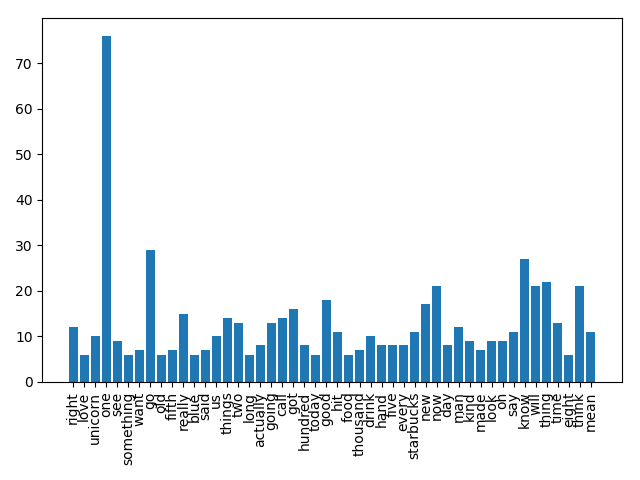 70
60
50
40
30
20
10
0
right
love
unicorn
one
see
something
want
go
old
fifth
really
blue
said
us
things
two
long
actually
going
call
got
hundred
today
good
hit
food
thousand
drink
hand
five
every
starbucks
new
now
day
man
kind
made
look
oh
say
know
will
thing
time
eight
think
mean